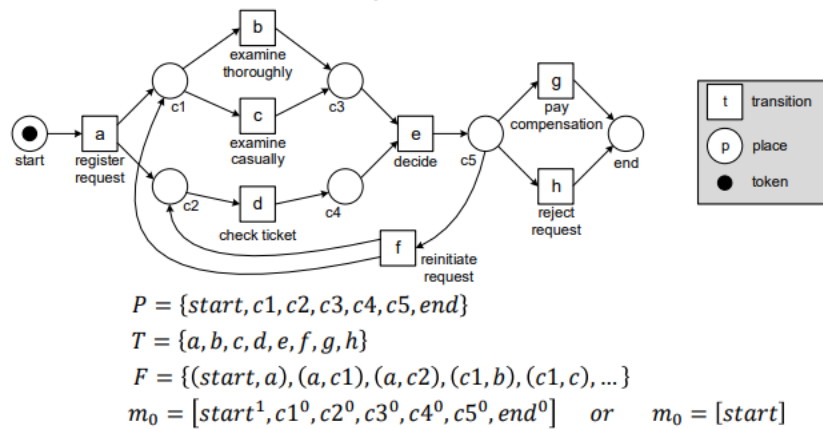 b
examine
thoroughly
c1
c
examine
casually
c3
start
a
register
request
c2
d
check ticket
c4
e
decide
c5
g
pay
compensation
end
h
reject
request
f
reinitiate
request
t
transition
p
place
token
P = {start, c1, c2, c3, c4, c5, end}
T = {a, b, c, d, e, f, g, h}
F = {(start, a), (a, c1), (a, c2), (c1, b), (c1, c), … }
m₀ = [start¹, c1⁰, c2⁰, c3⁰, c4⁰, c5⁰, end⁰] or m₀ = [start]